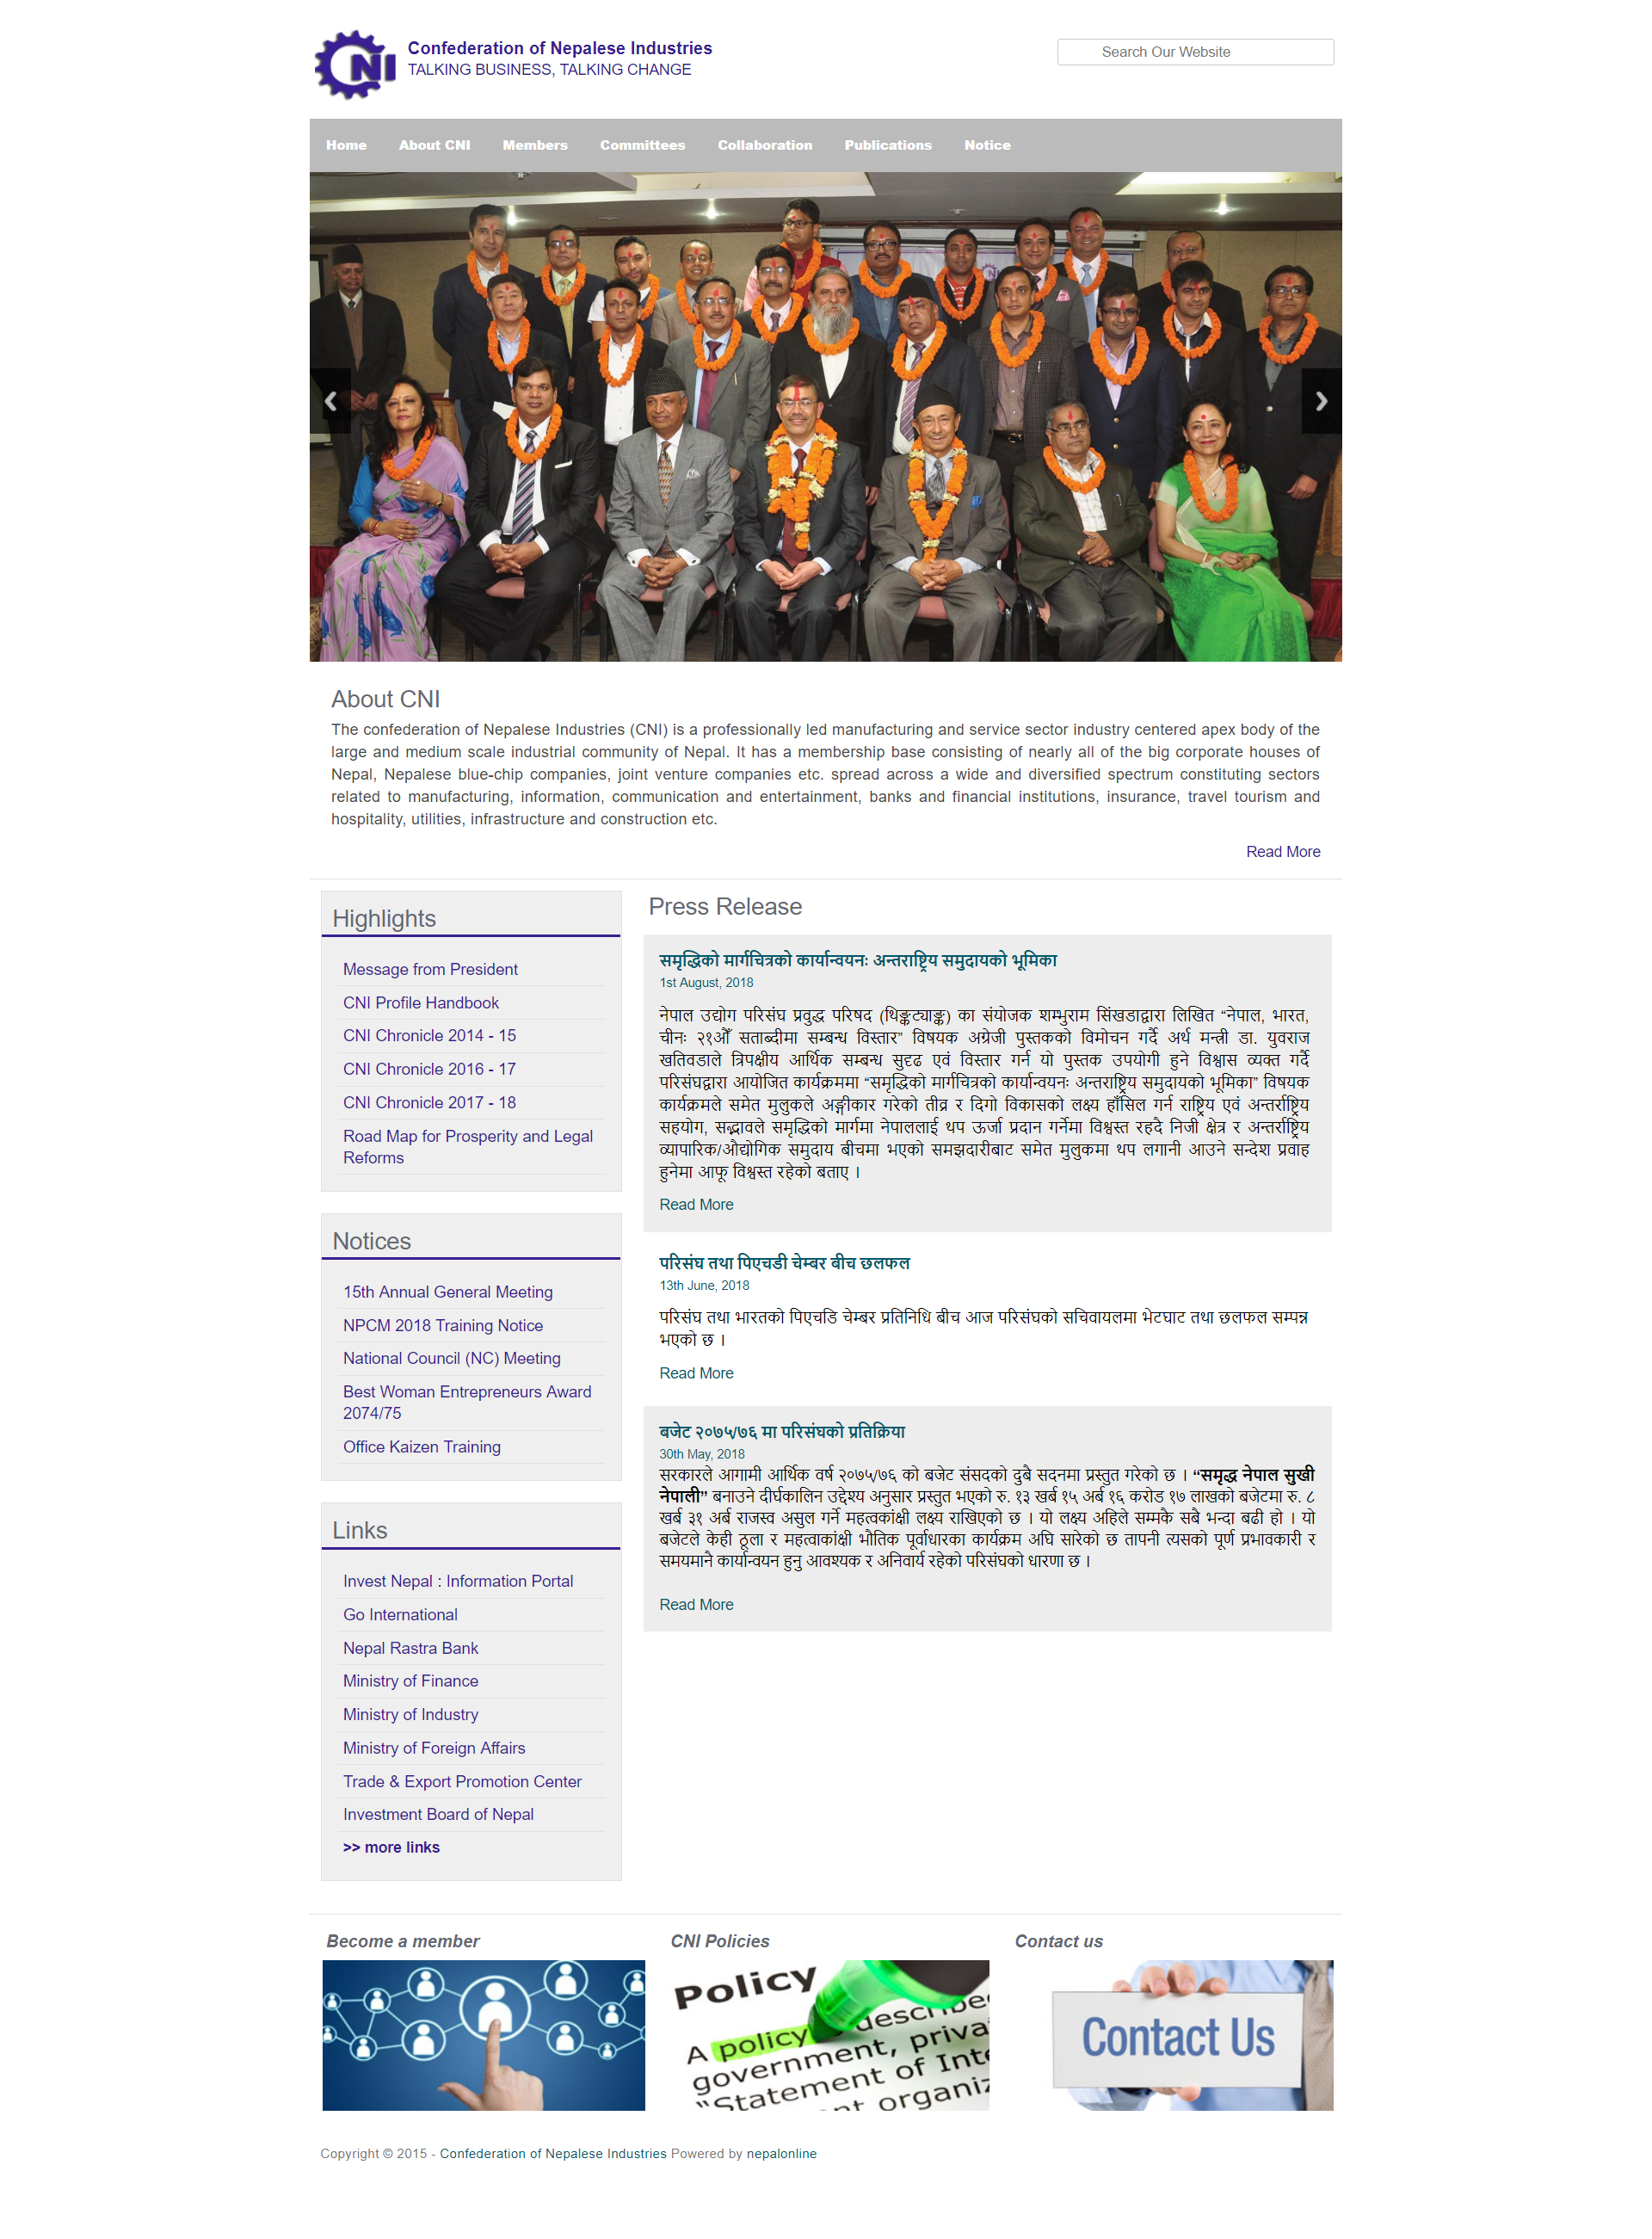 CNI
Confederation of Nepalese Industries
TALKING BUSINESS, TALKING CHANGE
Search Our Website
Home About CNI Members Committees Collaboration Publications Notice
About CNI
The confederation of Nepalese Industries (CNI) is a professionally led manufacturing and service sector industry centered apex body of the
large and medium scale industrial community of Nepal. It has a membership base consisting of nearly all of the big corporate houses of
Nepal, Nepalese blue-chip companies, joint venture companies etc. spread across a wide and diversified spectrum constituting sectors
related to manufacturing, information, communication and entertainment, banks and financial institutions, insurance, travel tourism and
hospitality, utilities, infrastructure and construction etc.
Read More
Highlights
Message from President
CNI Profile Handbook
CNI Chronicle 2014 - 15
CNI Chronicle 2016 - 17
CNI Chronicle 2017 - 18
Road Map for Prosperity and Legal
Reforms
Notices
15th Annual General Meeting
NPCM 2018 Training Notice
National Council (NC) Meeting
Best Woman Entrepreneurs Award
2074/75
Office Kaizen Training
Links
Invest Nepal : Information Portal
Go International
Nepal Rastra Bank
Ministry of Finance
Ministry of Industry
Ministry of Foreign Affairs
Trade & Export Promotion Center
Investment Board of Nepal
>> more links
Press Release
समृद्धिको मार्गचित्रको कार्यान्वयनः अन्तराष्ट्रिय समुदायको भूमिका
1st August, 2018
नेपाल उद्योग परिसंघ प्रवुद्ध परिषद (थिङ्कट्याङ्क) का संयोजक शम्भुराम सिंखडाद्वारा लिखित “नेपाल, भारत,
चीनः २१औँ सताब्दीमा सम्बन्ध विस्तार” विषयक अग्रेजी पुस्तकको विमोचन गर्दै अर्थ मन्त्री डा. युवराज
खतिवडाले त्रिपक्षीय आर्थिक सम्बन्ध सुदृढ एवं विस्तार गर्न यो पुस्तक उपयोगी हुने विश्वास व्यक्त गर्दै
परिसंघद्वारा आयोजित कार्यक्रममा “समृद्धिको मार्गचित्रको कार्यान्वयनः अन्तराष्ट्रिय समुदायको भूमिका” विषयक
कार्यक्रमले समेत मुलुकले अङ्गीकार गरेको तीव्र र दिगो विकासको लक्ष्य हाँसिल गर्न राष्ट्रिय एवं अन्तर्राष्ट्रिय
सहयोग, सद्भावले समृद्धिको मार्गमा नेपाललाई थप ऊर्जा प्रदान गर्नेमा विश्वस्त रहदै निजी क्षेत्र र अन्तर्राष्ट्रिय
व्यापारिक/औद्योगिक समुदाय बीचमा भएको समझदारीबाट समेत मुलुकमा थप लगानी आउने सन्देश प्रवाह
हुनेमा आफू विश्वस्त रहेको बताए ।
Read More
परिसंघ तथा पिएचडी चेम्बर बीच छलफल
13th June, 2018
परिसंघ तथा भारतको पिएचडि चेम्बर प्रतिनिधि बीच आज परिसंघको सचिवायलमा भेटघाट तथा छलफल सम्पन्न
भएको छ ।
Read More
बजेट २०७५/७६ मा परिसंघको प्रतिक्रिया
30th May, 2018
सरकारले आगामी आर्थिक वर्ष २०७५/७६ को बजेट संसदको दुबै सदनमा प्रस्तुत गरेको छ । “समृद्ध नेपाल सुखी
नेपाली” बनाउने दीर्घकालिन उद्देश्य अनुसार प्रस्तुत भएको रु. १३ खर्ब १५ अर्ब १६ करोड १७ लाखको बजेटमा रु. ८
खर्ब ३१ अर्ब राजस्व असुल गर्ने महत्वकांक्षी लक्ष्य राखिएको छ । यो लक्ष्य अहिले सम्मकै सबै भन्दा बढी हो । यो
बजेटले केही ठूला र महत्वाकांक्षी भौतिक पूर्वाधारका कार्यक्रम अघि सारेको छ तापनी त्यसको पूर्ण प्रभावकारी र
समयमानै कार्यान्वयन हुनु आवश्यक र अनिवार्य रहेको परिसंघको धारणा छ ।
Read More
Become a member
CNI Policies
Policy
A policy describe
government, priva
“Statement of Inte
organiz
Contact us
Contact Us
Copyright © 2015 - Confederation of Nepalese Industries Powered by nepalonline